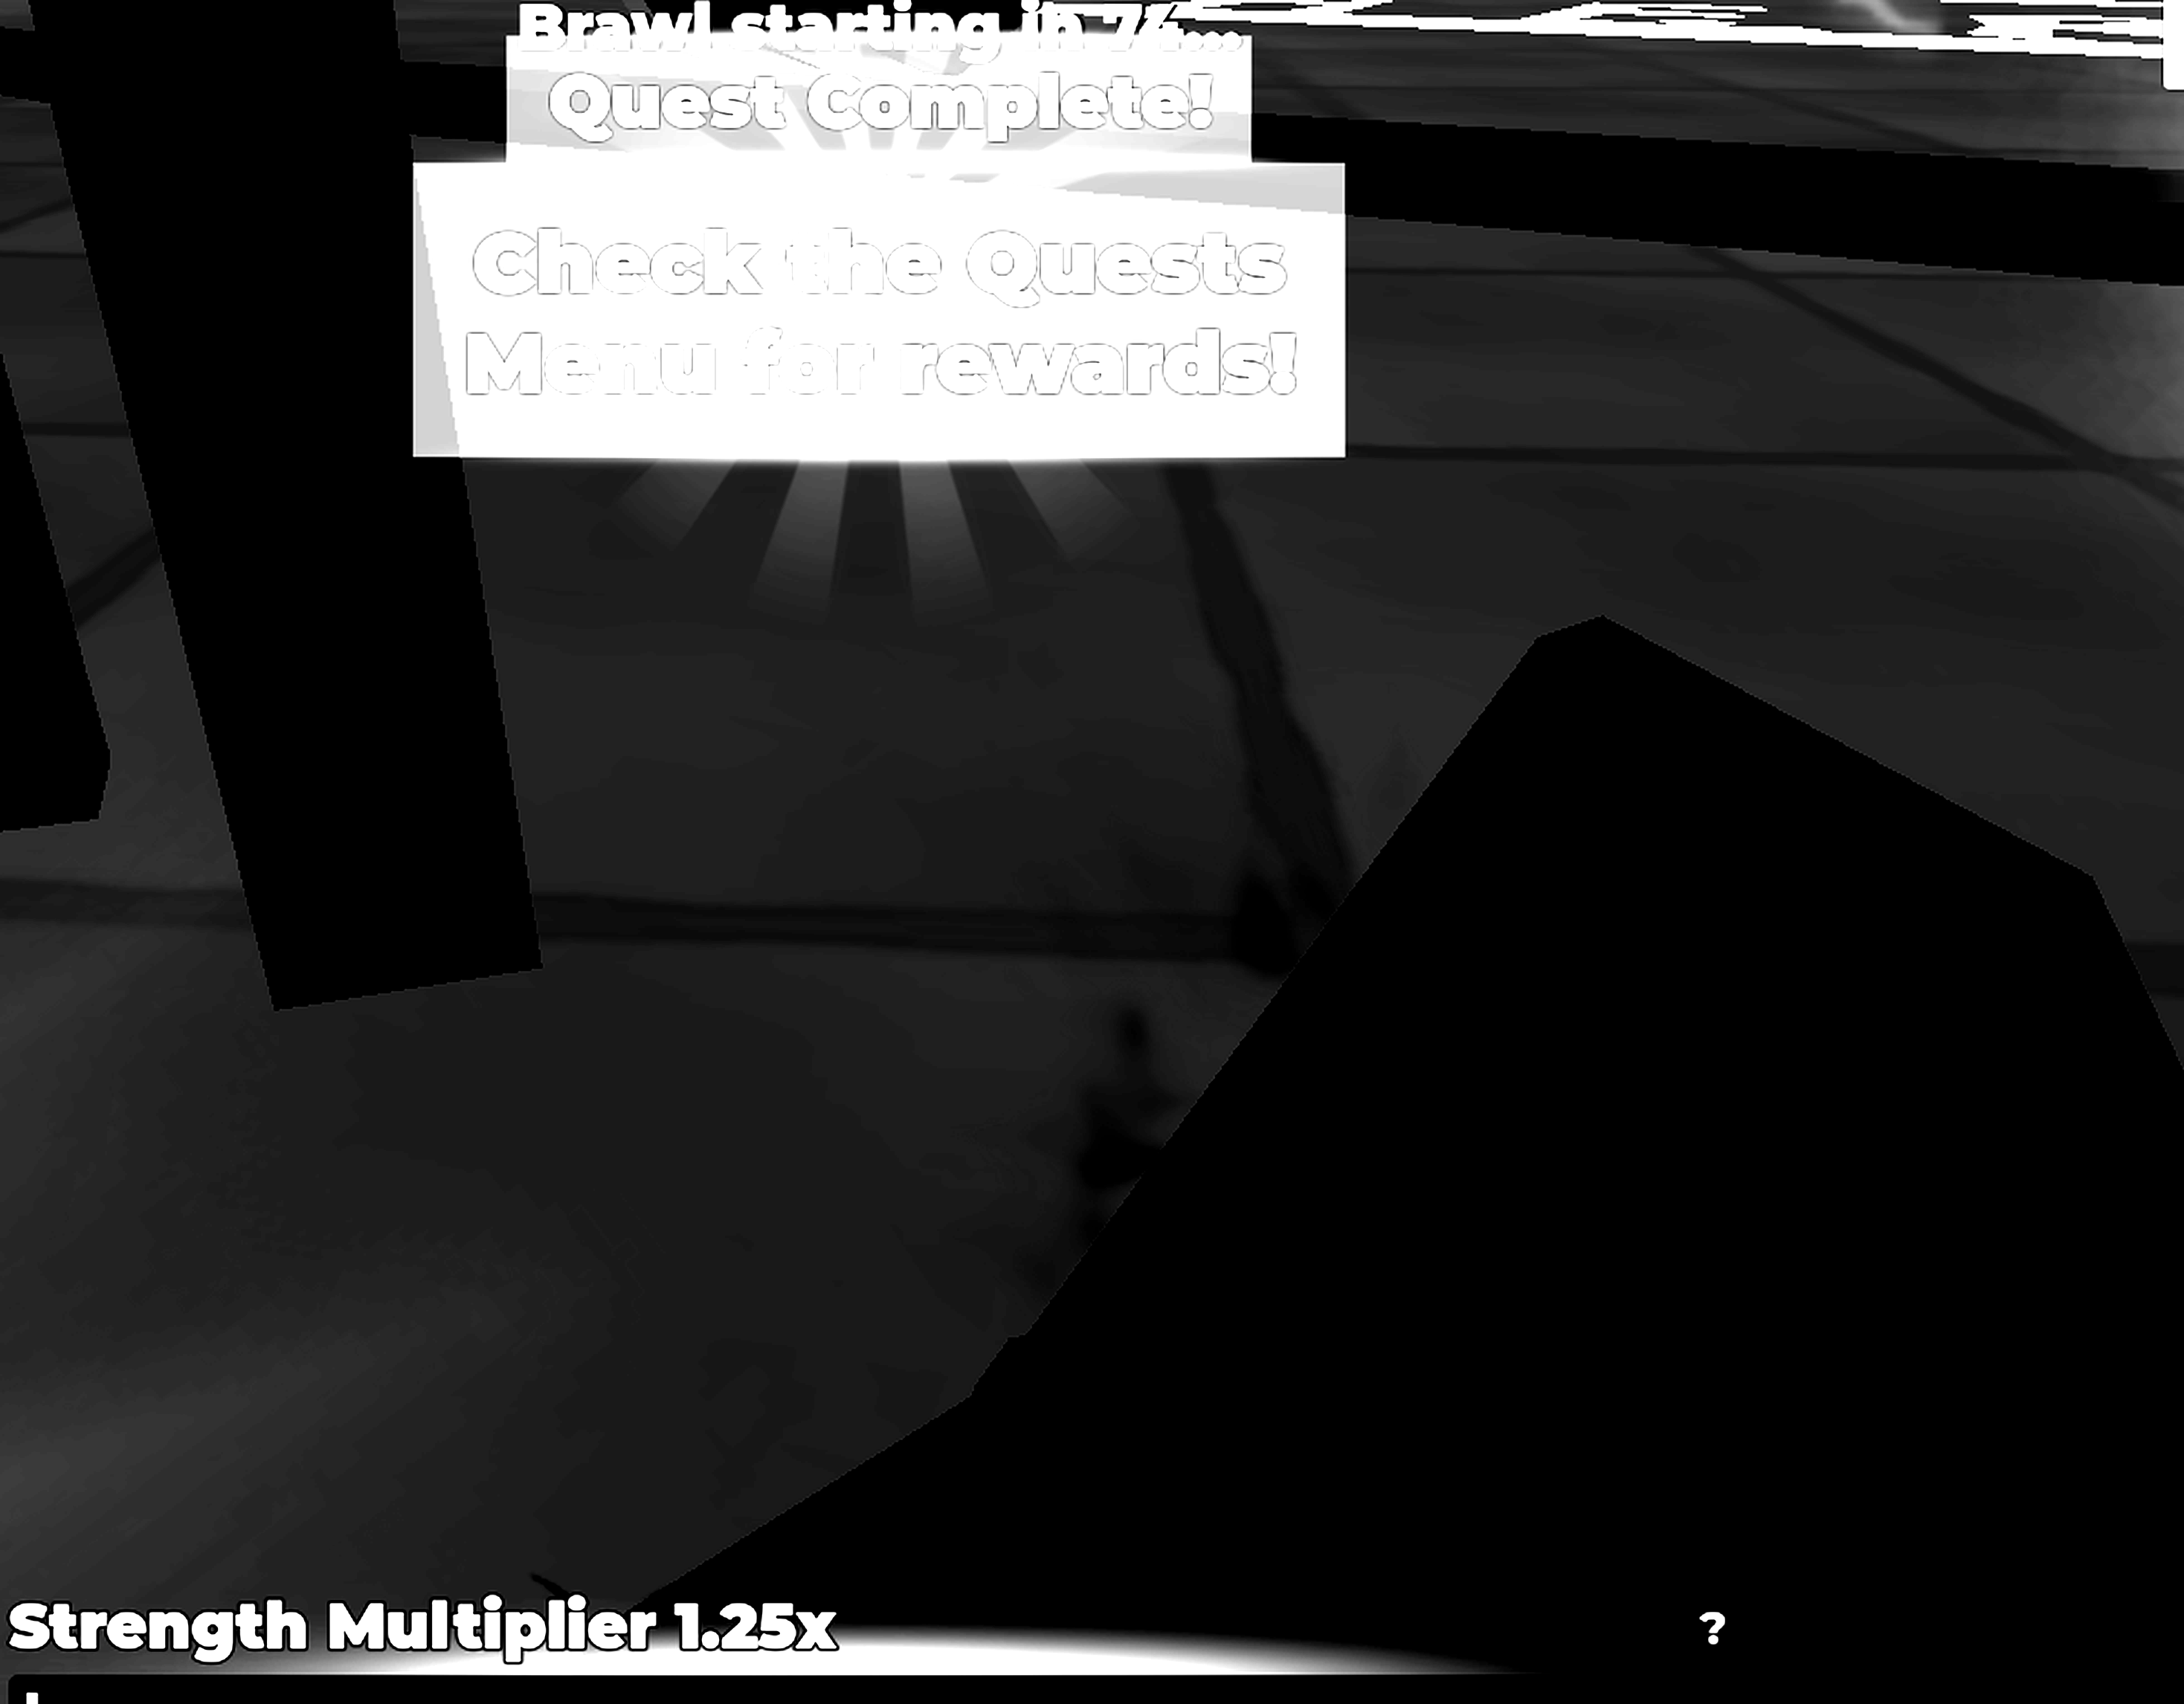 Brawl starting in 74...
Quest Complete!
Check the Quests
Menu for rewards!
Strength Multiplier 1.25x
?